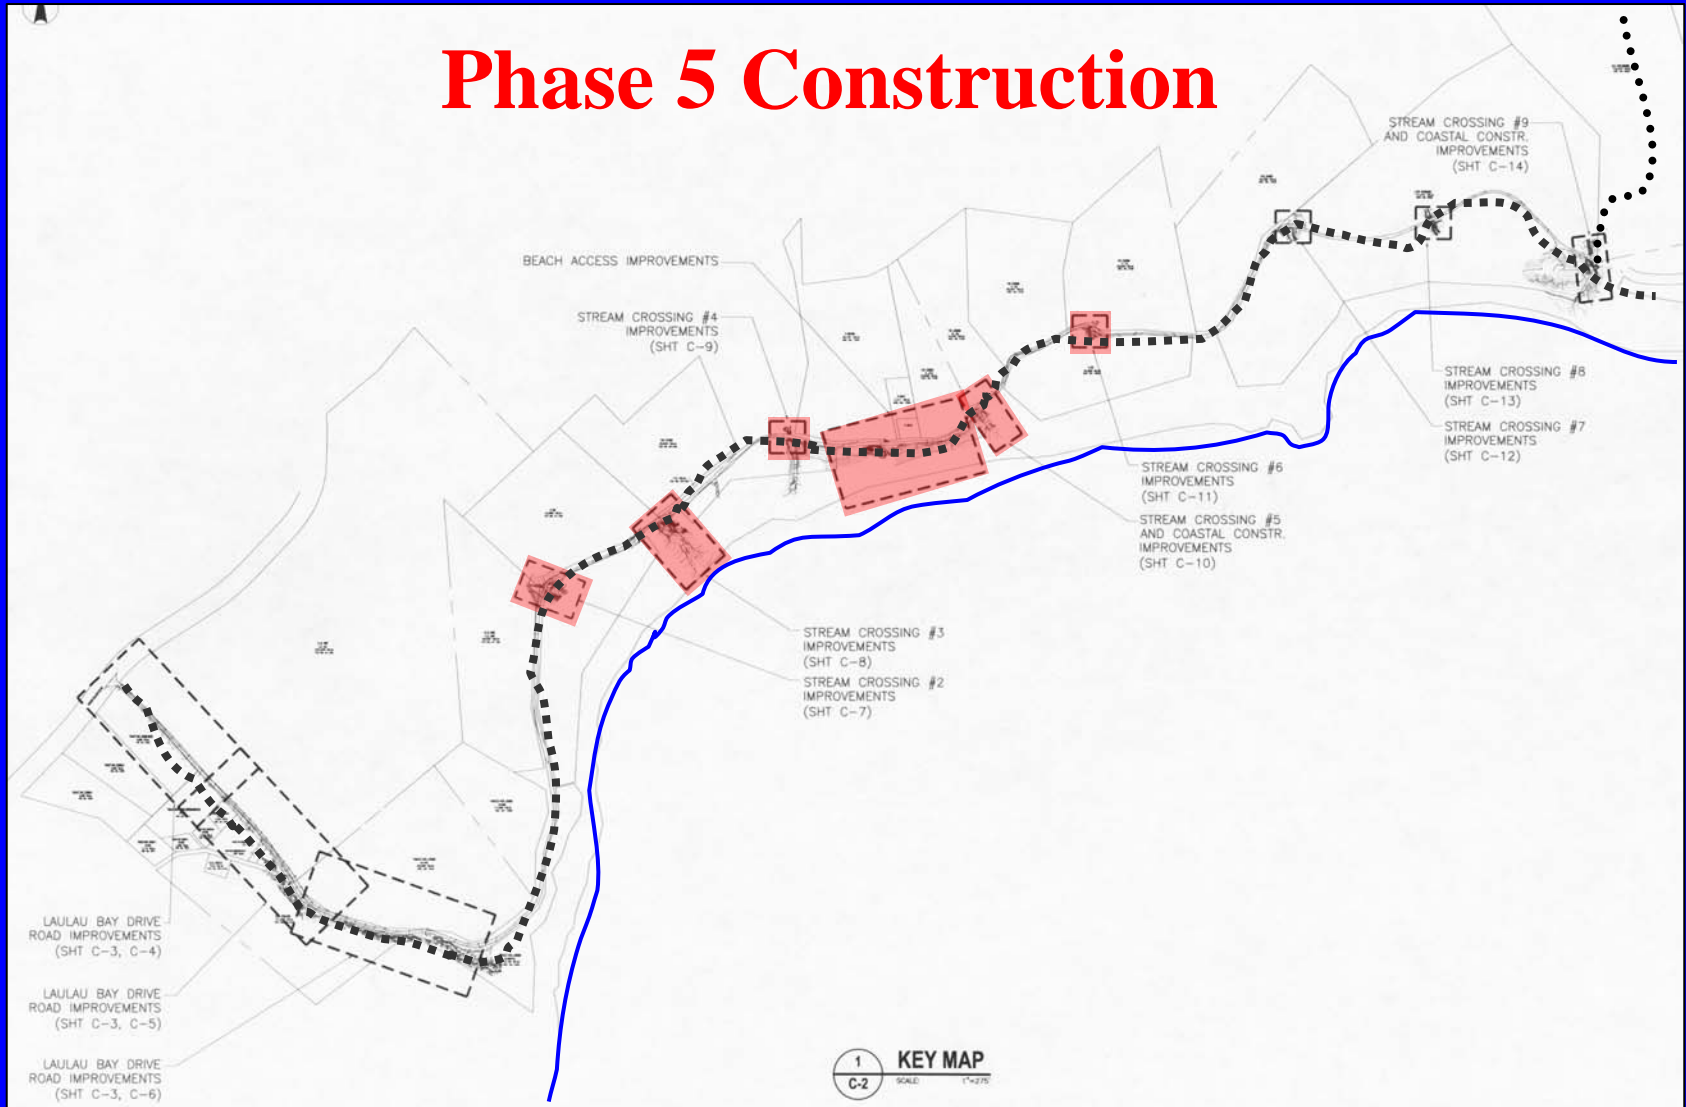 Phase 5 Construction
STREAM CROSSING #9
AND COASTAL CONSTR.
IMPROVEMENTS
(SHT C-14)
BEACH ACCESS IMPROVEMENTS
STREAM CROSSING #4
IMPROVEMENTS
(SHT C-9)
STREAM CROSSING #8
IMPROVEMENTS
(SHT C-13)
STREAM CROSSING #7
IMPROVEMENTS
(SHT C-12)
STREAM CROSSING #6
IMPROVEMENTS
(SHT C-11)
STREAM CROSSING #5
AND COASTAL CONSTR.
IMPROVEMENTS
(SHT C-10)
STREAM CROSSING #3
IMPROVEMENTS
(SHT C-8)
STREAM CROSSING #2
IMPROVEMENTS
(SHT C-7)
LAULAU BAY DRIVE
ROAD IMPROVEMENTS
(SHT C-3, C-4)
LAULAU BAY DRIVE
ROAD IMPROVEMENTS
(SHT C-3, C-5)
LAULAU BAY DRIVE
ROAD IMPROVEMENTS
(SHT C-3, C-6)
1
C-2
KEY MAP
SCALE: 1"=275'